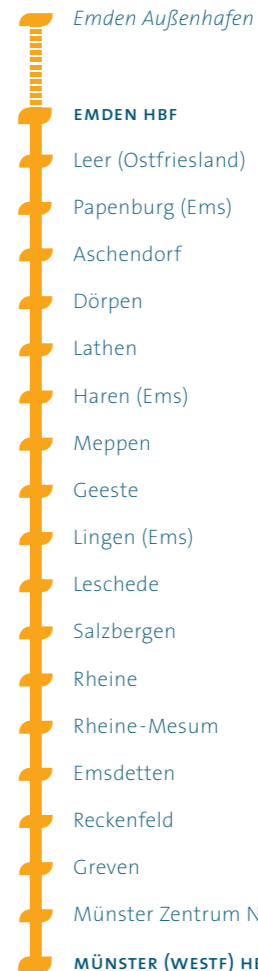 Emden Außenhafen
EMDEN HBF
Leer (Ostfriesland)
Papenburg (Ems)
Aschendorf
Dörpen
Lathen
Haren (Ems)
Meppen
Geeste
Lingen (Ems)
Leschede
Salzbergen
Rheine
Rheine-Mesum
Emsdetten
Reckenfeld
Greven
Münster Zentrum N
MÜNSTER (WESTF) HB